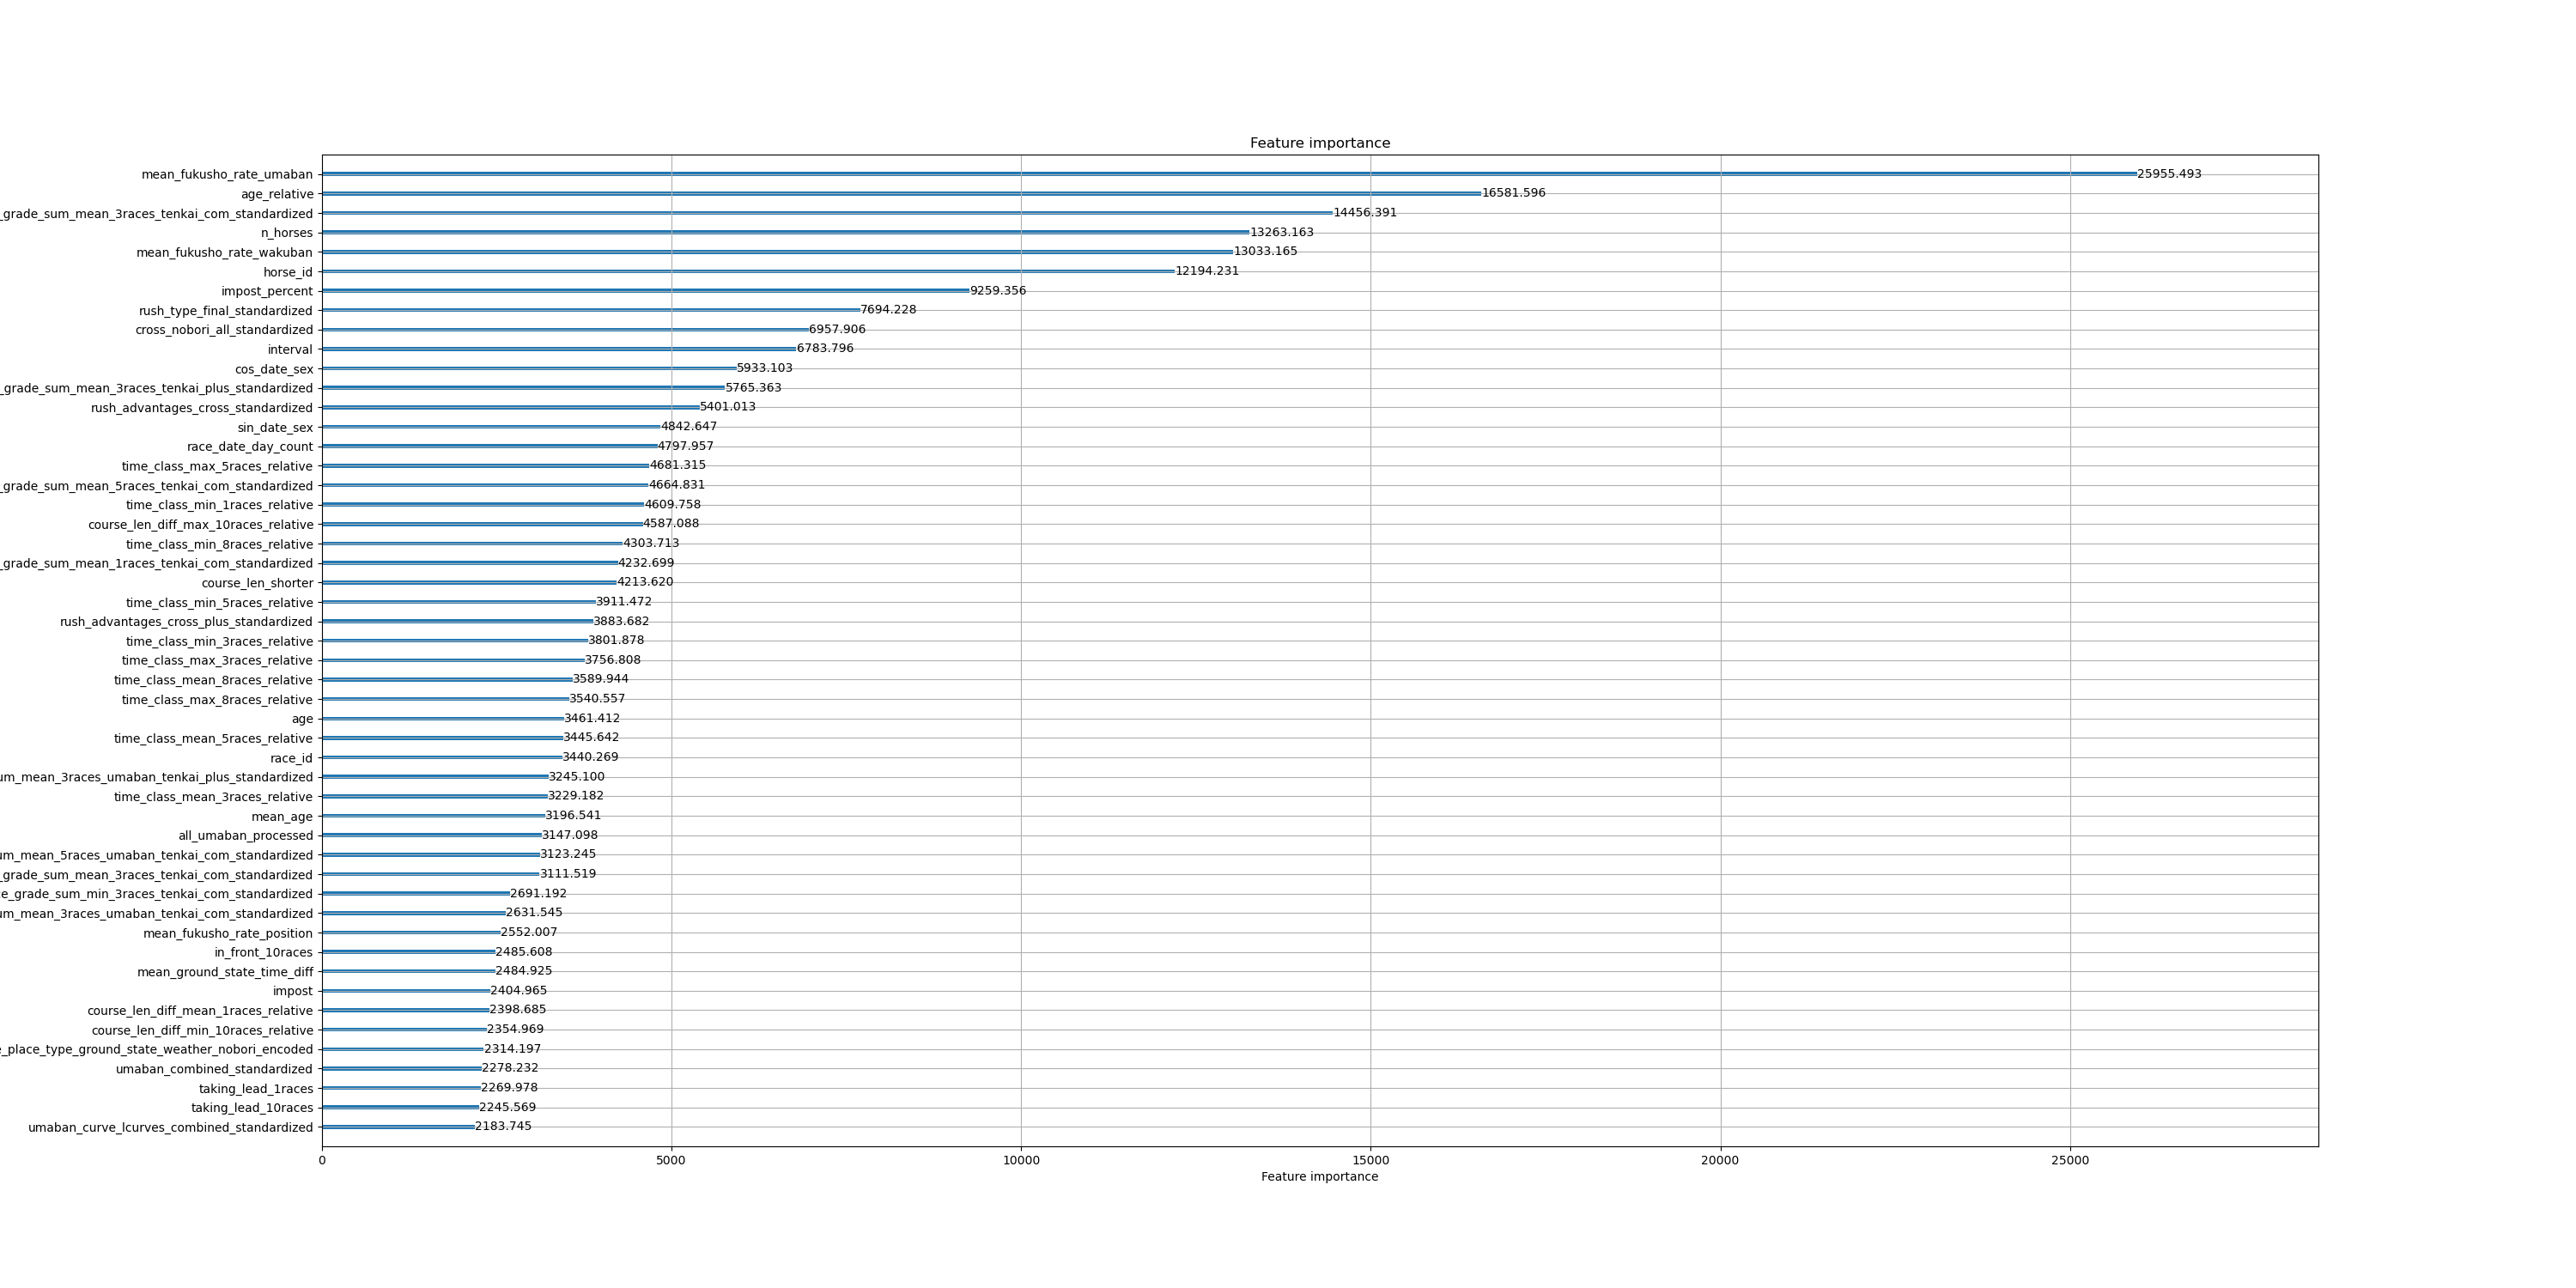 Feature importance
mean_fukusho_rate_umaban 25955.493
age_relative 16581.596
_grade_sum_mean_3races_tenkai_com_standardized 14456.391
n_horses 13263.163
mean_fukusho_rate_wakuban 13033.165
horse_id 12194.231
impost_percent 9259.356
rush_type_final_standardized 7694.228
cross_nobori_all_standardized 6957.906
interval 6783.796
cos_date_sex 5933.103
_grade_sum_mean_3races_tenkai_plus_standardized 5765.363
rush_advantages_cross_standardized 5401.013
sin_date_sex 4842.647
race_date_day_count 4797.957
time_class_max_5races_relative 4681.315
_grade_sum_mean_5races_tenkai_com_standardized 4664.831
time_class_min_1races_relative 4609.758
course_len_diff_max_10races_relative 4587.088
time_class_min_8races_relative 4303.713
_grade_sum_mean_1races_tenkai_com_standardized 4232.699
course_len_shorter 4213.620
time_class_min_5races_relative 3911.472
rush_advantages_cross_plus_standardized 3883.682
time_class_min_3races_relative 3801.878
time_class_max_3races_relative 3756.808
time_class_mean_8races_relative 3589.944
time_class_max_8races_relative 3540.557
age 3461.412
time_class_mean_5races_relative 3445.642
race_id 3440.269
um_mean_3races_umaban_tenkai_plus_standardized 3245.100
time_class_mean_3races_relative 3229.182
mean_age 3196.541
all_umaban_processed 3147.098
um_mean_5races_umaban_tenkai_com_standardized 3123.245
_grade_sum_mean_3races_tenkai_com_standardized 3111.519
e_grade_sum_min_3races_tenkai_com_standardized 2691.192
um_mean_3races_umaban_tenkai_com_standardized 2631.545
mean_fukusho_rate_position 2552.007
in_front_10races 2485.608
mean_ground_state_time_diff 2484.925
impost 2404.965
course_len_diff_mean_1races_relative 2398.685
course_len_diff_min_10races_relative 2354.969
e_place_type_ground_state_weather_nobori_encoded 2314.197
umaban_combined_standardized 2278.232
taking_lead_1races 2269.978
taking_lead_10races 2245.569
umaban_curve_lcurves_combined_standardized 2183.745
0 5000 10000 15000 20000 25000
Feature importance